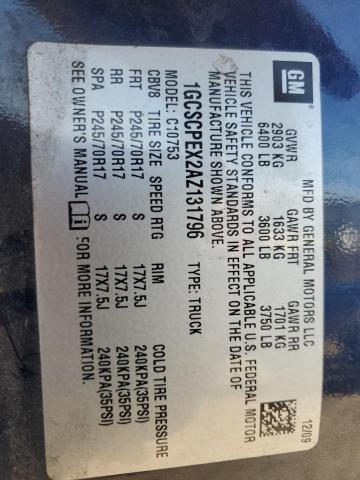 GM
MFD BY GENERAL MOTORS LLC 12/09
GVWR GAWR FRT GAWR RR
2903 KG 1633 KG 1701 KG
6400 LB 3600 LB 3750 LB
THIS VEHICLE CONFORMS TO ALL APPLICABLE U.S. FEDERAL MOTOR
VEHICLE SAFETY STANDARDS IN EFFECT ON THE DATE OF
MANUFACTURE SHOWN ABOVE.
1GCSCPEX2AZ131796 TYPE: TRUCK
CBV8 C10753
TIRE SIZE SPEED RTG RIM COLD TIRE PRESSURE
FRT P245/70R17 S 17X7.5J 240KPA(35PSI)
RR P245/70R17 S 17X7.5J 240KPA(35PSI)
SPA P245/70R17 S 17X7.5J 240KPA(35PSI)
SEE OWNER'S MANUAL FOR MORE INFORMATION.